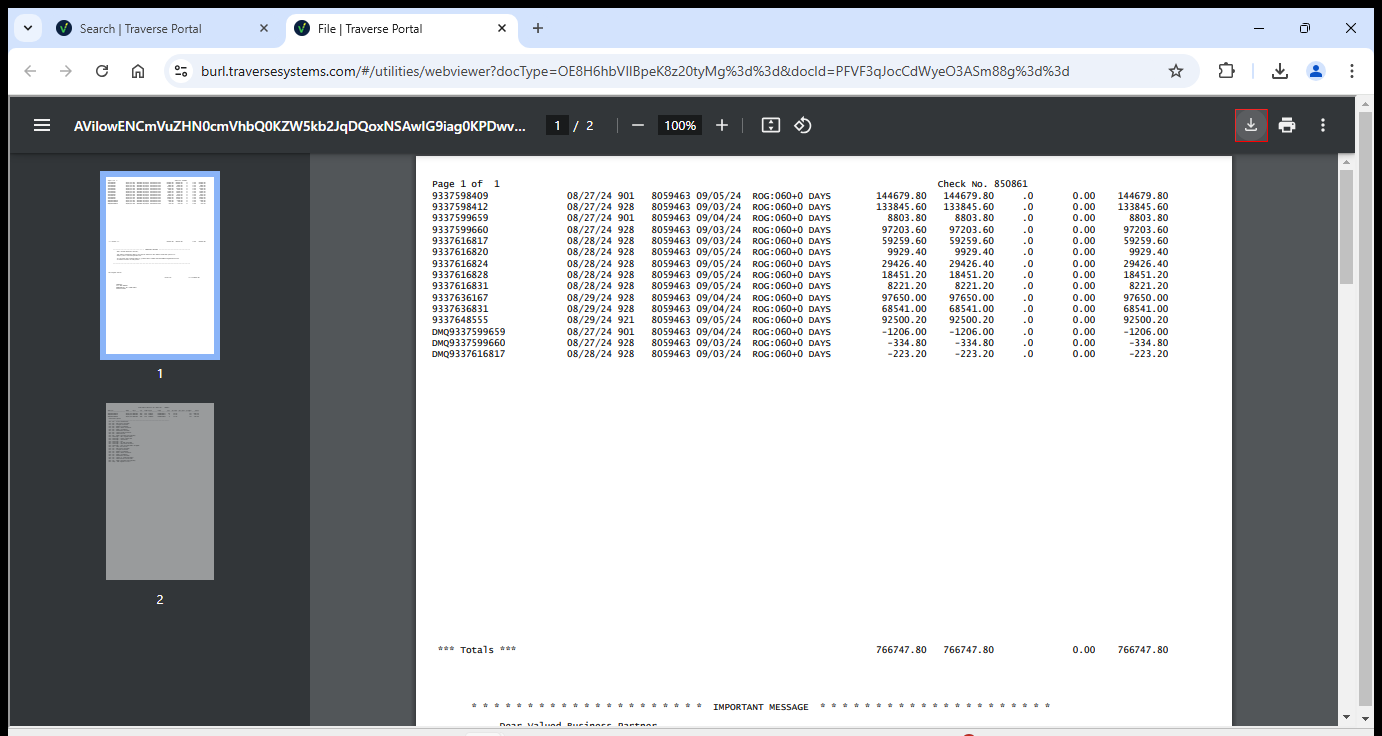 Search | Traverse Portal
File | Traverse Portal
burl.traversesystems.com/#/utilities/webviewer?docType=OE8H6hbVIIBpeK8z20tyMg%3d%3d&docId=PFVF3qJocCdWyeO3ASm88g%3d%3d
AVilowENCmVuZHN0cmVhbQ0KZW5kb2JqDQoxNSAwIG9iag0KPDwv... 1 / 2 100%
1
2
Page 1 of 1 Check No. 850861
9337598409 08/27/24 901 8059463 09/05/24 ROG:060+0 DAYS 144679.80 144679.80 .0 0.00 144679.80
9337598412 08/27/24 928 8059463 09/03/24 ROG:060+0 DAYS 133845.60 133845.60 .0 0.00 133845.60
9337599659 08/27/24 901 8059463 09/04/24 ROG:060+0 DAYS 8803.80 8803.80 .0 0.00 8803.80
9337599660 08/27/24 928 8059463 09/03/24 ROG:060+0 DAYS 97203.60 97203.60 .0 0.00 97203.60
9337616817 08/28/24 928 8059463 09/03/24 ROG:060+0 DAYS 59259.60 59259.60 .0 0.00 59259.60
9337616820 08/28/24 928 8059463 09/05/24 ROG:060+0 DAYS 9929.40 9929.40 .0 0.00 9929.40
9337616824 08/28/24 928 8059463 09/05/24 ROG:060+0 DAYS 29426.40 29426.40 .0 0.00 29426.40
9337616828 08/28/24 928 8059463 09/05/24 ROG:060+0 DAYS 18451.20 18451.20 .0 0.00 18451.20
9337616831 08/28/24 928 8059463 09/04/24 ROG:060+0 DAYS 8221.20 8221.20 .0 0.00 8221.20
9337636167 08/29/24 928 8059463 09/04/24 ROG:060+0 DAYS 97650.00 97650.00 .0 0.00 97650.00
9337636831 08/29/24 928 8059463 09/04/24 ROG:060+0 DAYS 68541.00 68541.00 .0 0.00 68541.00
9337648555 08/29/24 921 8059463 09/05/24 ROG:060+0 DAYS 92500.20 92500.20 .0 0.00 92500.20
DMQ9337599659 08/27/24 901 8059463 09/04/24 ROG:060+0 DAYS -1206.00 -1206.00 .0 0.00 -1206.00
DMQ9337599660 08/27/24 928 8059463 09/03/24 ROG:060+0 DAYS -334.80 -334.80 .0 0.00 -334.80
DMQ9337616817 08/28/24 928 8059463 09/03/24 ROG:060+0 DAYS -223.20 -223.20 .0 0.00 -223.20
*** Totals *** 766747.80 766747.80 0.00 766747.80
* * * * * * * * * * * * * * * * * * * * * IMPORTANT MESSAGE * * * * * * * * * * * * * * * * * * * * *
Dear Valued Business Partner